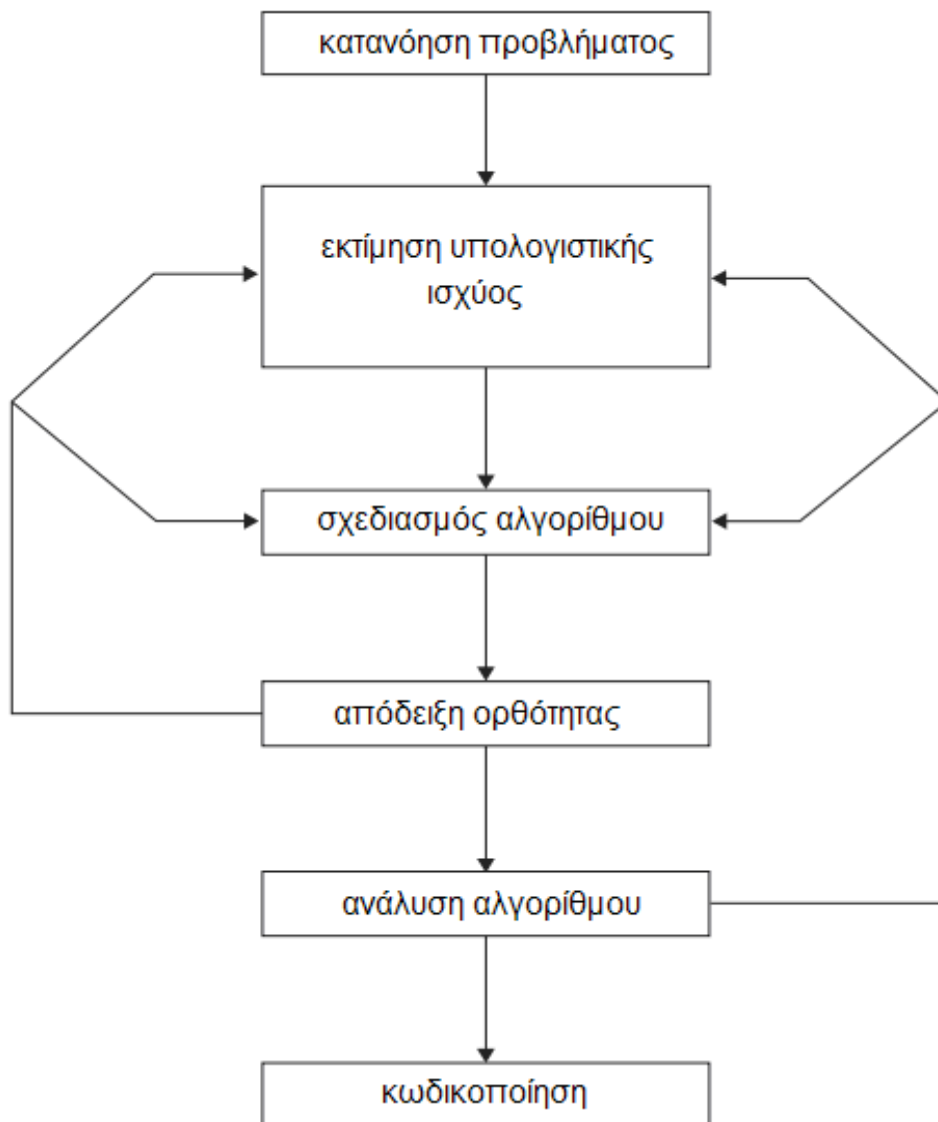 κατανόηση προβλήματος
εκτίμηση υπολογιστικής
ισχύος
σχεδιασμός αλγορίθμου
απόδειξη ορθότητας
ανάλυση αλγορίθμου
κωδικοποίηση